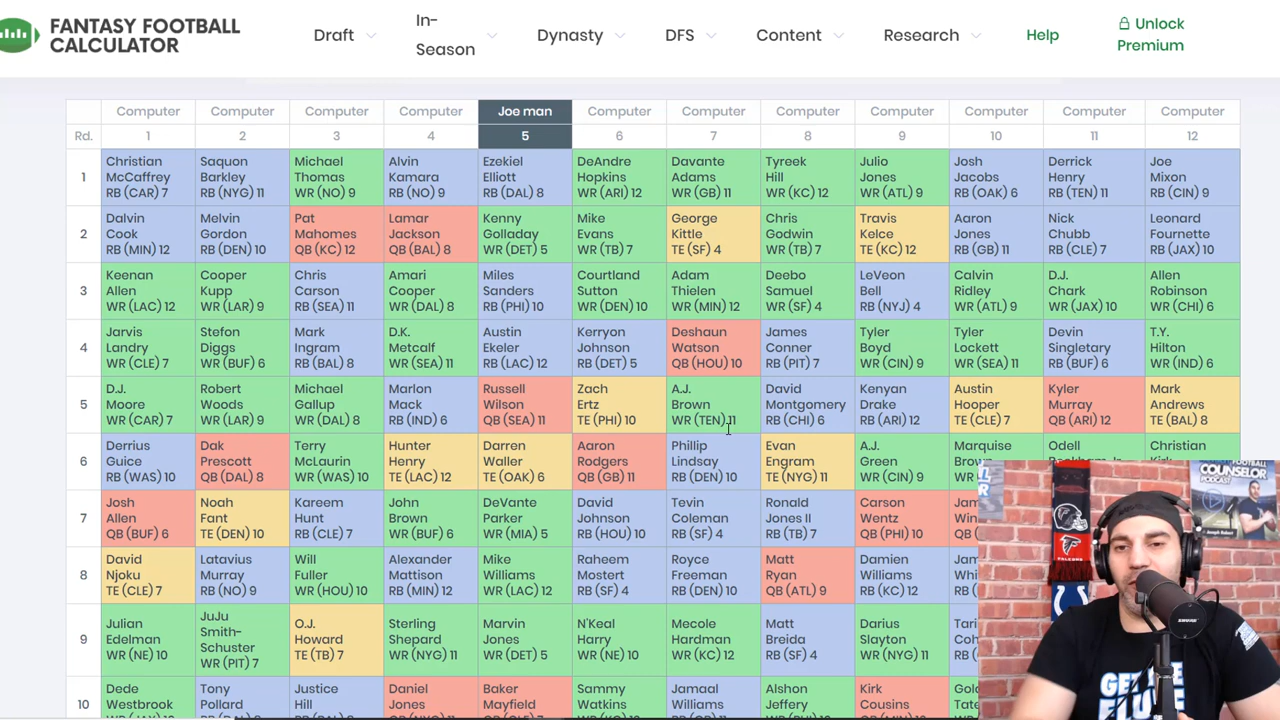 FANTASY FOOTBALL
CALCULATOR
Draft
In-
Season
Dynasty
DFS
Content
Research
Help
Unlock
Premium
Computer Computer Computer Computer Joe man Computer Computer Computer Computer Computer Computer Computer
Rd. 1 2 3 4 5 6 7 8 9 10 11 12
Christian Saquon Michael Alvin Ezekiel DeAndre Davante Tyreek Julio Josh Derrick Joe
1 McCaffrey Barkley Thomas Kamara Elliott Hopkins Adams Hill Jones Jacobs Henry Mixon
RB (CAR) 7 RB (NYG) 11 WR (NO) 9 RB (NO) 9 RB (DAL) 8 WR (ARI) 12 WR (GB) 11 WR (KC) 12 WR (ATL) 9 RB (OAK) 6 RB (TEN) 11 RB (CIN) 9
Dalvin Melvin Pat Lamar Kenny Mike George Chris Travis Aaron Nick Leonard
2 Cook Gordon Mahomes Jackson Golladay Evans Kittle Godwin Kelce Jones Chubb Fournette
RB (MIN) 12 RB (DEN) 10 QB (KC) 12 QB (BAL) 8 WR (DET) 5 WR (TB) 7 TE (SF) 4 WR (TB) 7 TE (KC) 12 RB (GB) 11 RB (CLE) 7 RB (JAX) 10
Keenan Cooper Chris Amari Miles Courtland Adam Deebo LeVeon Calvin D.J. Allen
3 Allen Kupp Carson Cooper Sanders Sutton Thielen Samuel Bell Ridley Chark Robinson
WR (LAC) 12 WR (LAR) 9 RB (SEA) 11 WR (DAL) 8 RB (PHI) 10 WR (DEN) 10 WR (MIN) 12 WR (SF) 4 RB (NYJ) 4 WR (ATL) 9 WR (JAX) 10 WR (CHI) 6
Jarvis Stefon Mark D.K. Austin Kerryon Deshaun James Tyler Tyler Devin T.Y.
4 Landry Diggs Ingram Metcalf Ekeler Johnson Watson Conner Boyd Lockett Singletary Hilton
WR (CLE) 7 WR (BUF) 6 RB (BAL) 8 WR (SEA) 11 RB (LAC) 12 RB (DET) 5 QB (HOU) 10 RB (PIT) 7 WR (CIN) 9 WR (SEA) 11 RB (BUF) 6 WR (IND) 6
D.J. Robert Michael Marlon Russell Zach A.J. David Kenyan Austin Kyler Mark
5 Moore Woods Gallup Mack Wilson Ertz Brown Montgomery Drake Hooper Murray Andrews
WR (CAR) 7 WR (LAR) 9 WR (DAL) 8 RB (IND) 6 QB (SEA) 11 TE (PHI) 10 WR (TEN) 11 RB (CHI) 6 RB (ARI) 12 TE (CLE) 7 QB (ARI) 12 TE (BAL) 8
Derrius Dak Terry Hunter Darren Aaron Phillip Evan A.J. Marquise Odell Christian
6 Guice Prescott McLaurin Henry Waller Rodgers Lindsay Engram Green
RB (WAS) 10 QB (DAL) 8 WR (WAS) 10 TE (LAC) 12 TE (OAK) 6 QB (GB) 11 RB (DEN) 10 TE (NYG) 11 WR (CIN) 9
Josh Noah Kareem John DeVante David Tevin Ronald Carson
7 Allen Fant Hunt Brown Parker Johnson Coleman Jones II Wentz
QB (BUF) 6 TE (DEN) 10 RB (CLE) 7 WR (BUF) 6 WR (MIA) 5 RB (HOU) 10 RB (SF) 4 RB (TB) 7 QB (PHI) 10
David Latavius Will Alexander Mike Raheem Royce Matt Damien
8 Njoku Murray Fuller Mattison Williams Mostert Freeman Ryan Williams
TE (CLE) 7 RB (NO) 9 WR (HOU) 10 RB (MIN) 12 WR (LAC) 12 RB (SF) 4 RB (DEN) 10 QB (ATL) 9 RB (KC) 12
Julian JuJu O.J. Sterling Marvin N'Keal Mecole Matt Darius
9 Edelman Smith- Howard Shepard Jones Harry Hardman Breida Slayton
WR (NE) 10 Schuster TE (TB) 7 WR (NYG) 11 WR (DET) 5 WR (NE) 10 WR (KC) 12 RB (SF) 4 WR (NYG) 11
WR (PIT) 7
Dede Tony Justice Daniel Baker Sammy Jamaal Alshon Kirk
10 Westbrook Pollard Hill Jones Mayfield Watkins Williams Jeffery Cousins
COUNSELOR
PODCAST
FALCONS
SHURE